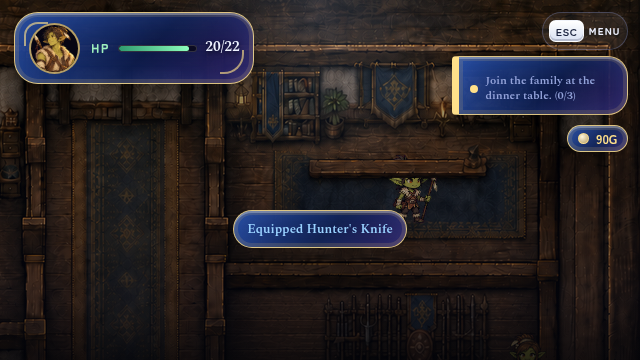 HP 20/22
ESC MENU
Join the family at the
dinner table. (0/3)
90G
Equipped Hunter's Knife